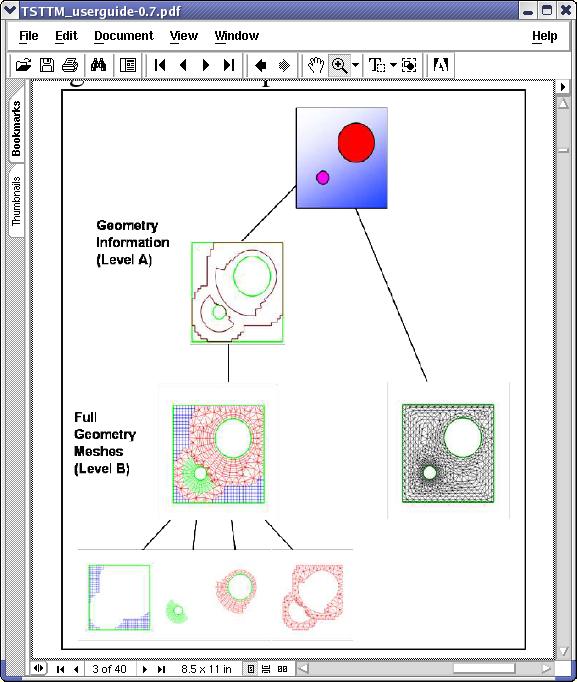 TSTTM_userguide-0.7.pdf
File Edit Document View Window Help
Bookmarks
Thumbnails
Geometry
Information
(Level A)
Full
Geometry
Meshes
(Level B)
3 of 40 8.5 x 11 in